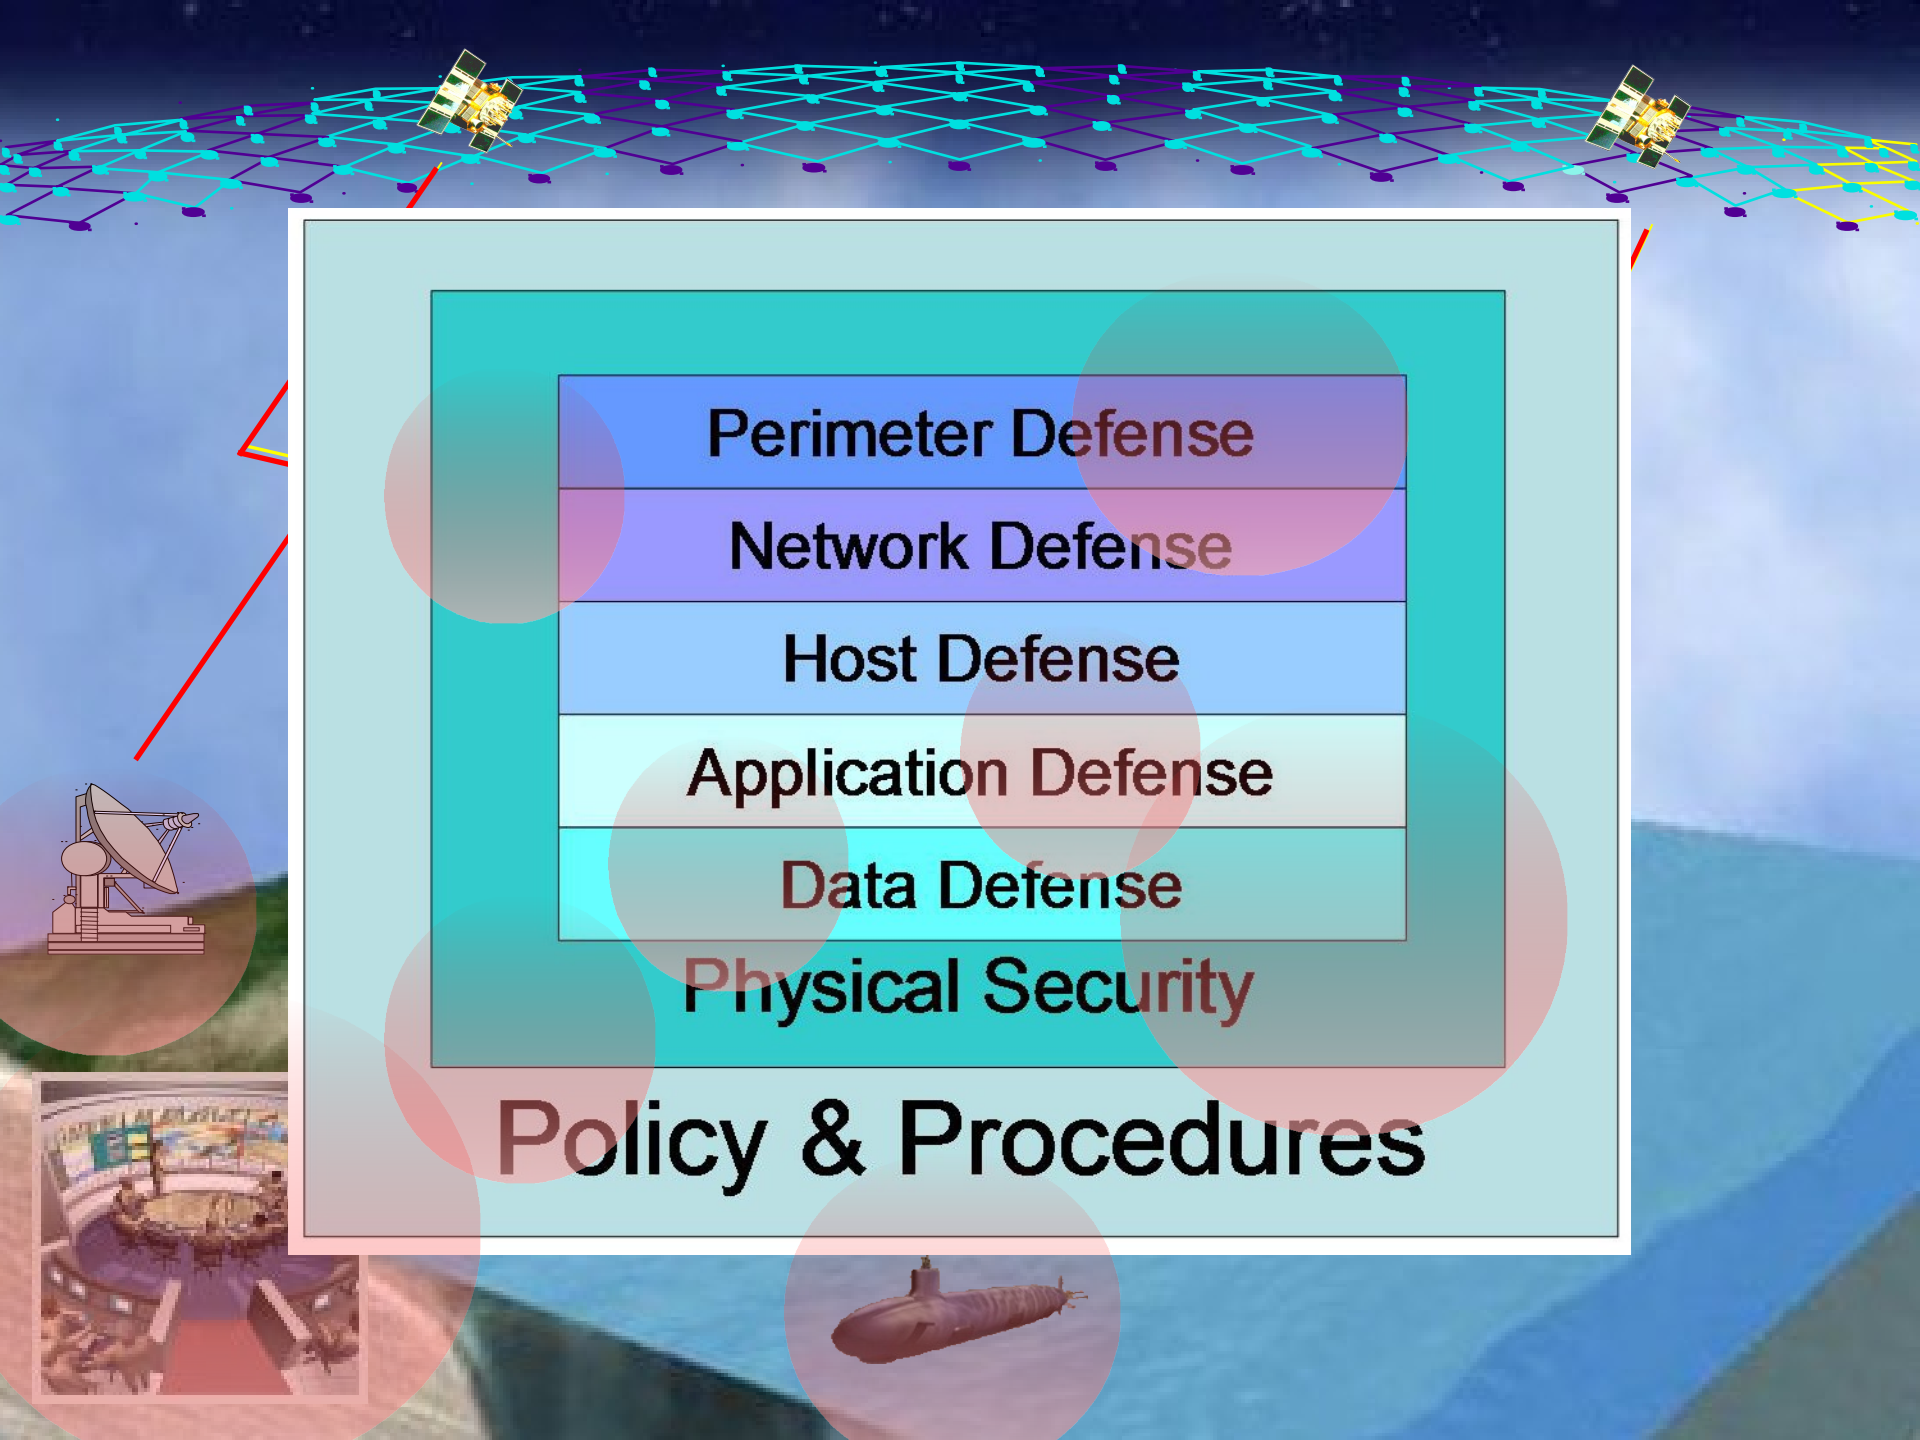 Perimeter Defense
Network Defense
Host Defense
Application Defense
Data Defense
Physical Security
Policy & Procedures